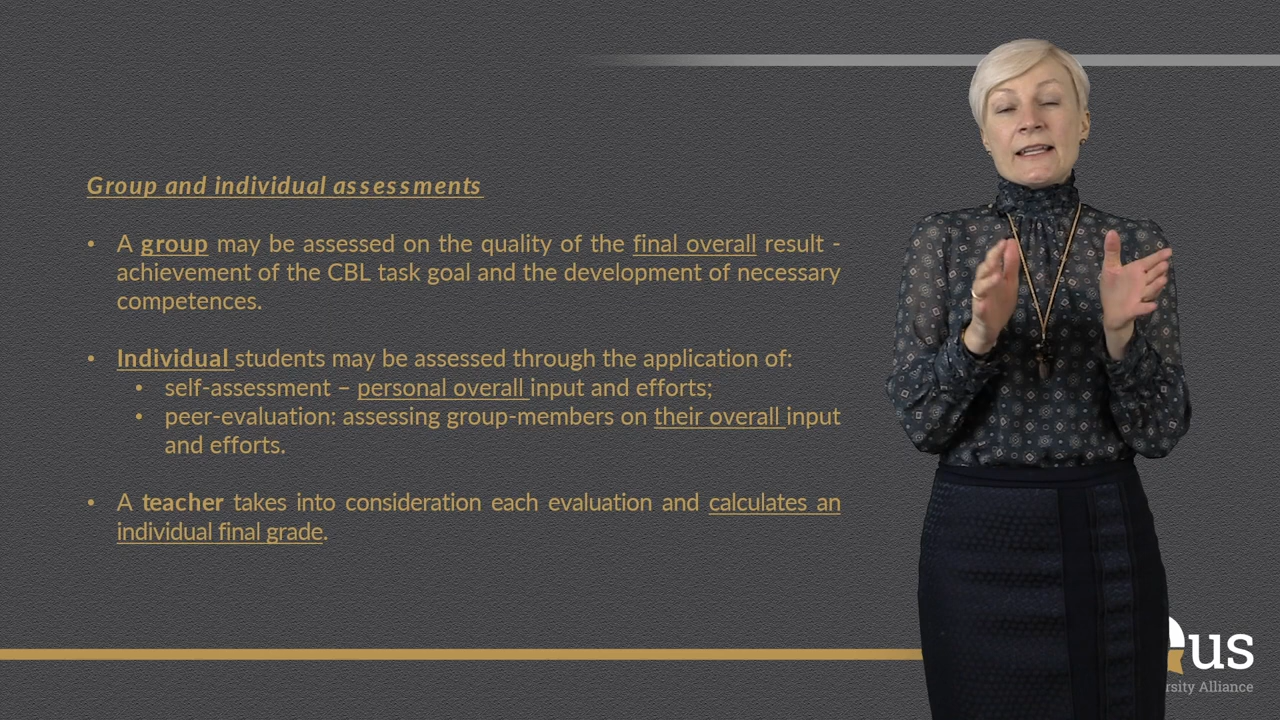 Group and individual assessments
• A group may be assessed on the quality of the final overall result -
achievement of the CBL task goal and the development of necessary
competences.
• Individual students may be assessed through the application of:
• self-assessment – personal overall input and efforts;
• peer-evaluation: assessing group-members on their overall input
and efforts.
• A teacher takes into consideration each evaluation and calculates an
individual final grade.
us
rsity Alliance